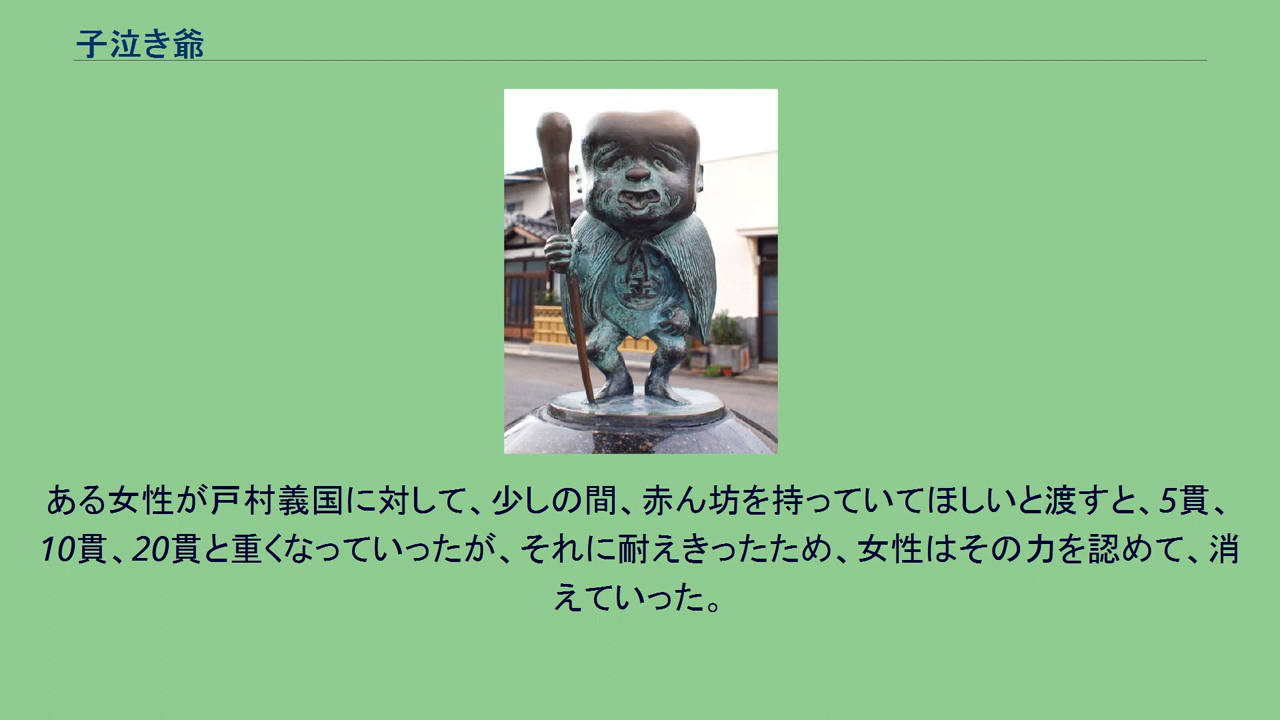 子泣き爺
ある女性が戸村義国に対して、少しの間、赤ん坊を持っていてほしいと渡すと、5貫、
10貫、20貫と重くなっていったが、それに耐えきったため、女性はその力を認めて、消
えていった。